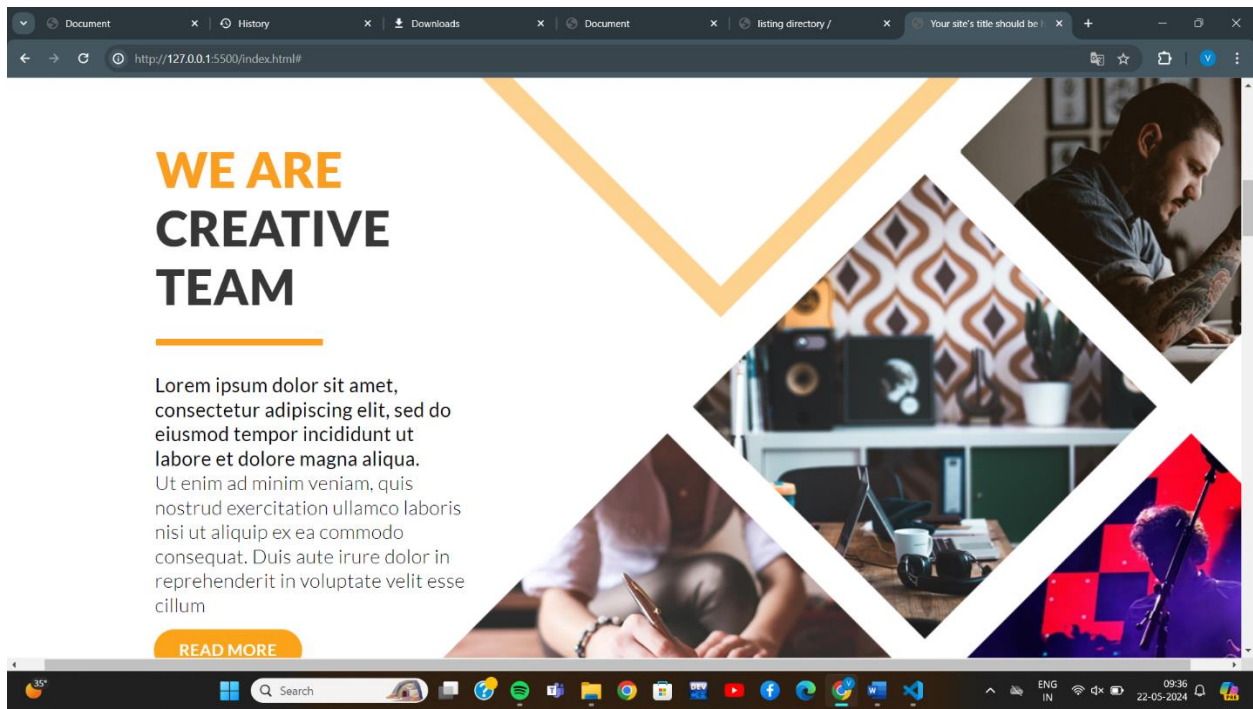 Document
History
Downloads
Document
listing directory /
Your site's title should be h
http://127.0.0.1:5500/index.html#
V
WE ARE
CREATIVE
TEAM
Lorem ipsum dolor sit amet,
consectetur adipiscing elit, sed do
eiusmod tempor incididunt ut
labore et dolore magna aliqua.
Ut enim ad minim veniam, quis
nostrud exercitation ullamco laboris
nisi ut aliquip ex ea commodo
consequat. Duis aute irure dolor in
reprehenderit in voluptate velit esse
cillum
READ MORE
35°
Search
DEV
ENG
IN
09:36
22-05-2024